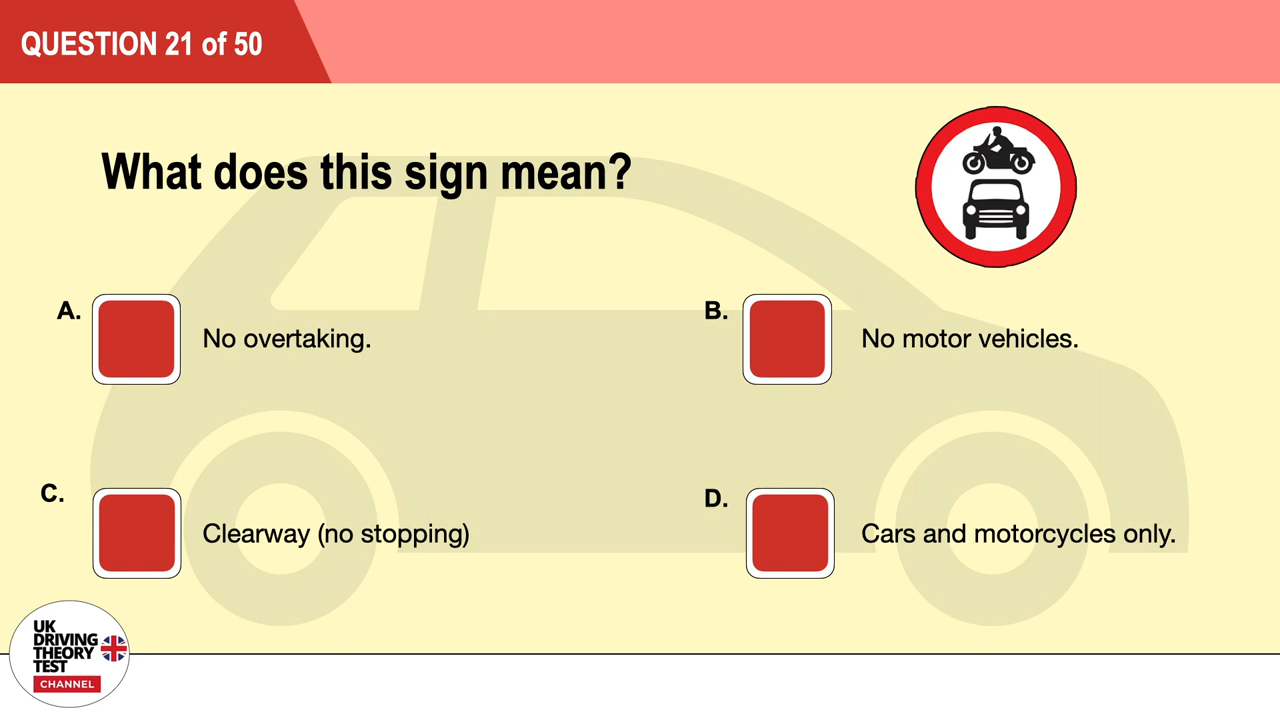 QUESTION 21 of 50
What does this sign mean?
A.
No overtaking.
B.
No motor vehicles.
C.
Clearway (no stopping)
D.
Cars and motorcycles only.
UK
DRIVING
THEORY
TEST
CHANNEL